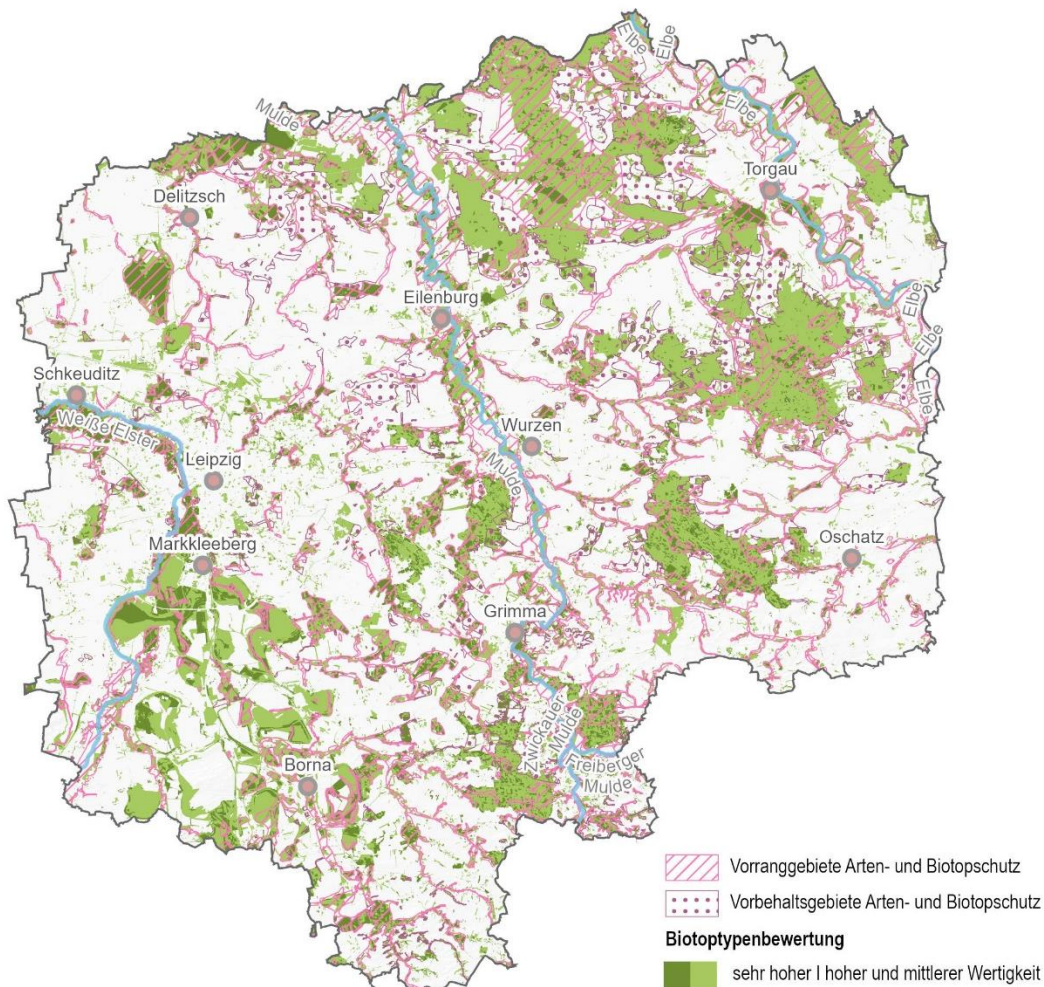 Elbe
Elbe
Mulde
Elbe
Torgau
Delitzsch
Eilenburg
Elbe
Elbe
Schkeuditz
Elbe
Weiße Elster
Wurzen
Leipzig
Mulde
Markkleeberg
Oschatz
Grimma
Zwickauer
Mulde
Freiberger
Mulde
Borna
Vorranggebiete Arten- und Biotopschutz
Vorbehaltsgebiete Arten- und Biotopschutz
Biotoptypenbewertung
sehr hoher I hoher und mittlerer Wertigkeit